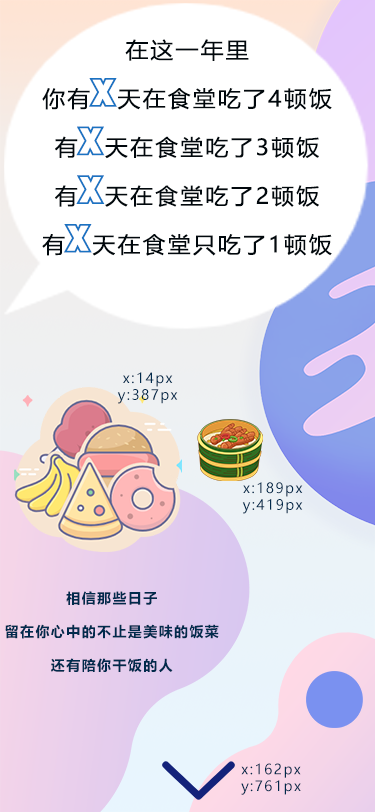 在这一年里
你有X天在食堂吃了4顿饭
有X天在食堂吃了3顿饭
有X天在食堂吃了2顿饭
有X天在食堂只吃了1顿饭
x:14px
y:387px
x:189px
y:419px
相信那些日子
留在你心中的不止是美味的饭菜
还有陪你干饭的人
x:162px
y:761px